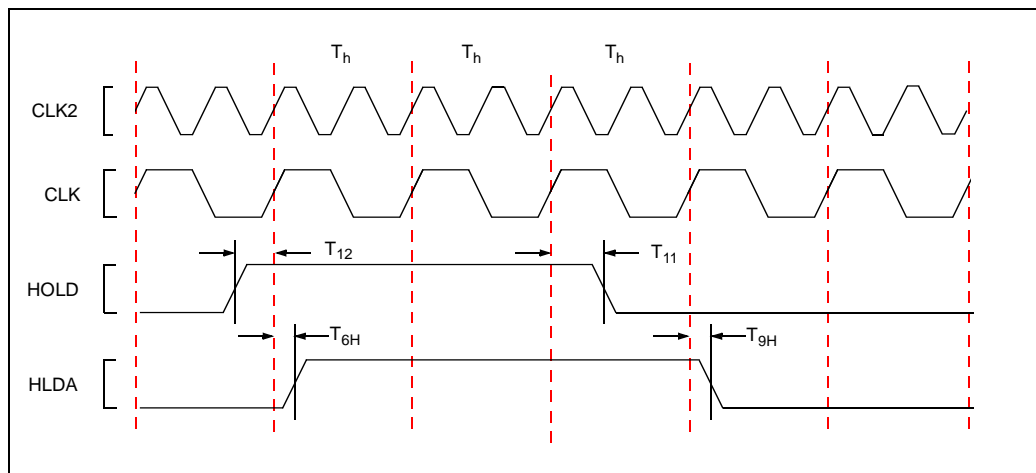 Th Th Th
CLK2
CLK
T12 T11
HOLD
T6H T9H
HLDA